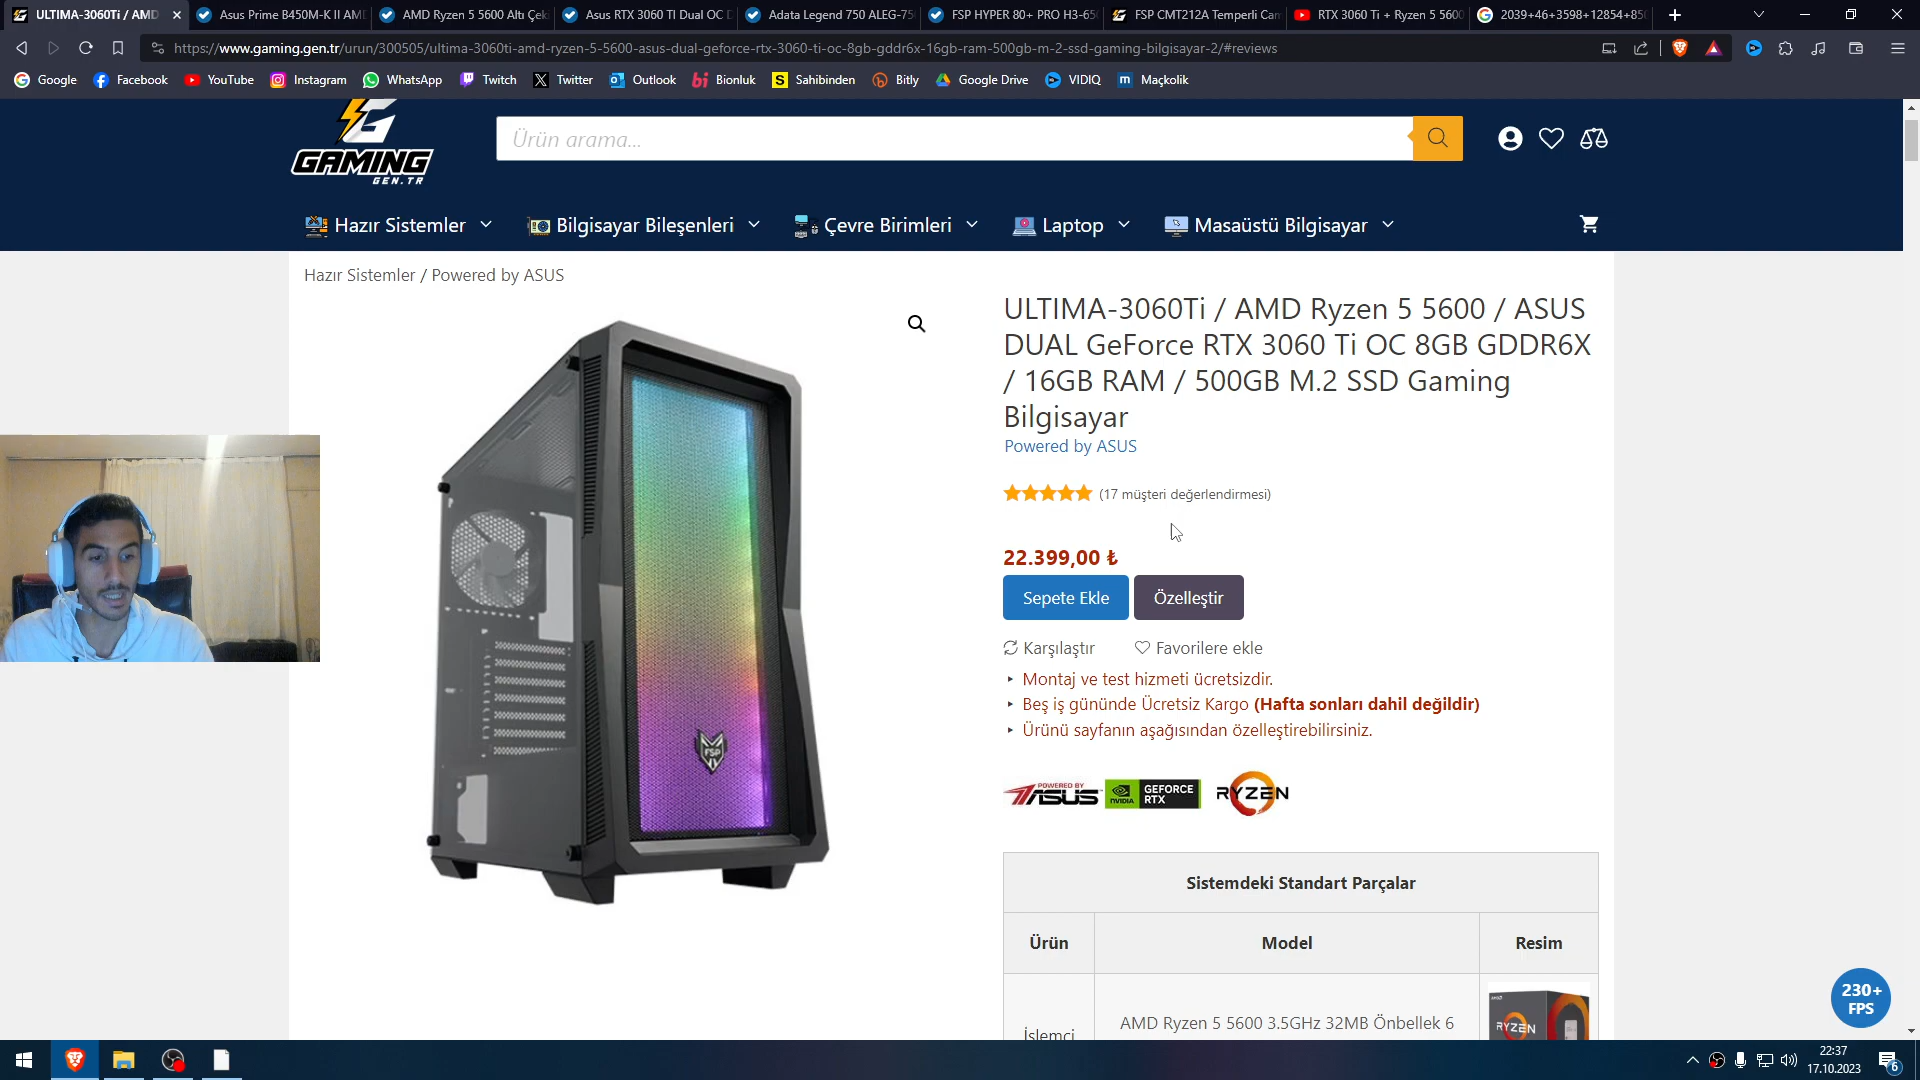 ULTIMA-3060Ti / AMD
Asus Prime B450M-K II AMD
AMD Ryzen 5 5600 Altı Çek
Asus RTX 3060 TI Dual OC D
Adata Legend 750 ALEG-75
FSP HYPER 80+ PRO H3-65
FSP CMT212A Temperli Cam
RTX 3060 Ti + Ryzen 5 5600
2039+46+3598+12854+850
https://www.gaming.gen.tr/urun/300505/ultima-3060ti-amd-ryzen-5-5600-asus-dual-geforce-rtx-3060-ti-oc-8gb-gddr6x-16gb-ram-500gb-m-2-ssd-gaming-bilgisayar-2/#reviews
Google Facebook YouTube Instagram WhatsApp Twitch Twitter Outlook Bionluk Sahibinden Bitly Google Drive VIDIQ Maçkolik
GAMING
GEN.TR
Ürün arama...
Hazır Sistemler Bilgisayar Bileşenleri Çevre Birimleri Laptop Masaüstü Bilgisayar
Hazır Sistemler / Powered by ASUS
ULTIMA-3060Ti / AMD Ryzen 5 5600 / ASUS
DUAL GeForce RTX 3060 Ti OC 8GB GDDR6X
/ 16GB RAM / 500GB M.2 SSD Gaming
Bilgisayar
Powered by ASUS
(17 müşteri değerlendirmesi)
22.399,00 ₺
Sepete Ekle Özelleştir
Karşılaştır Favorilere ekle
Montaj ve test hizmeti ücretsizdir.
Beş iş gününde Ücretsiz Kargo (Hafta sonları dahil değildir)
Ürünü sayfanın aşağısından özelleştirebilirsiniz.
FSP
POWERED BY
ASUS
NVIDIA
GEFORCE
RTX
RYZEN
Sistemdeki Standart Parçalar
Ürün Model Resim
İşlemci
AMD Ryzen 5 5600 3.5GHz 32MB Önbellek 6
AMD
RYZEN
230+
FPS
22:37
17.10.2023
6